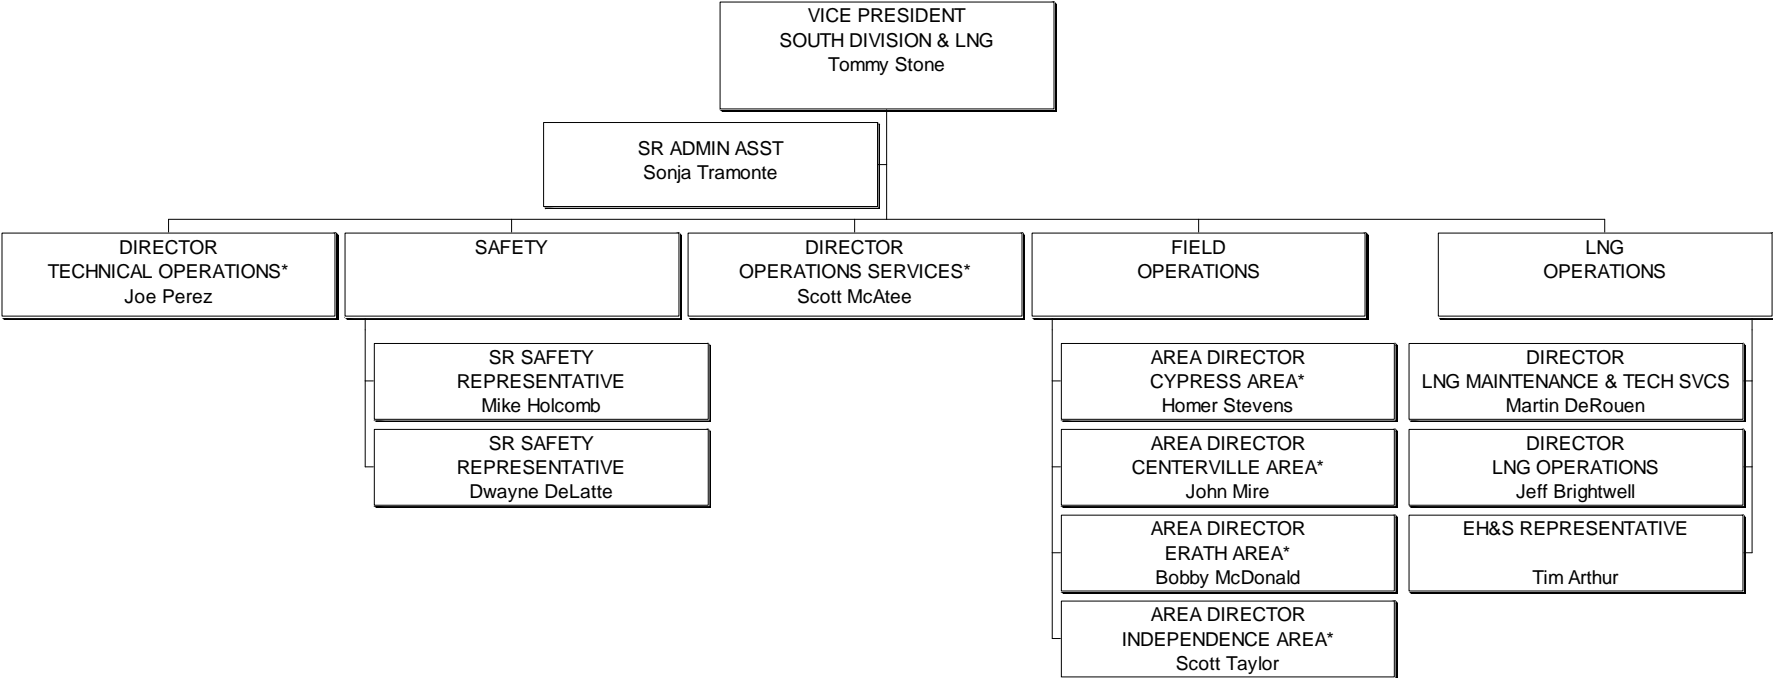 VICE PRESIDENT
SOUTH DIVISION & LNG
Tommy Stone
SR ADMIN ASST
Sonja Tramonte
DIRECTOR
TECHNICAL OPERATIONS*
Joe Perez
SAFETY
SR SAFETY
REPRESENTATIVE
Mike Holcomb
SR SAFETY
REPRESENTATIVE
Dwayne DeLatte
DIRECTOR
OPERATIONS SERVICES*
Scott McAtee
FIELD
OPERATIONS
AREA DIRECTOR
CYPRESS AREA*
Homer Stevens
AREA DIRECTOR
CENTERVILLE AREA*
John Mire
AREA DIRECTOR
ERATH AREA*
Bobby McDonald
AREA DIRECTOR
INDEPENDENCE AREA*
Scott Taylor
LNG
OPERATIONS
DIRECTOR
LNG MAINTENANCE & TECH SVCS
Martin DeRouen
DIRECTOR
LNG OPERATIONS
Jeff Brightwell
EH&S REPRESENTATIVE
Tim Arthur